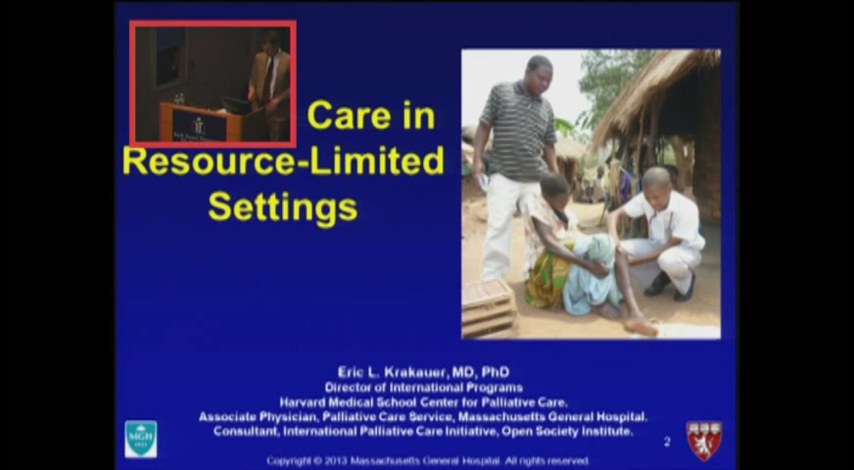 Care in
Resource-Limited
Settings
Eric L. Krakauer, MD, PhD
Director of International Programs
Harvard Medical School Center for Palliative Care.
Associate Physician, Palliative Care Service, Massachusetts General Hospital.
Consultant, International Palliative Care Initiative, Open Society Institute.
2
MGH
1811
Copyright © 2013 Massachusetts General Hospital. All rights reserved.